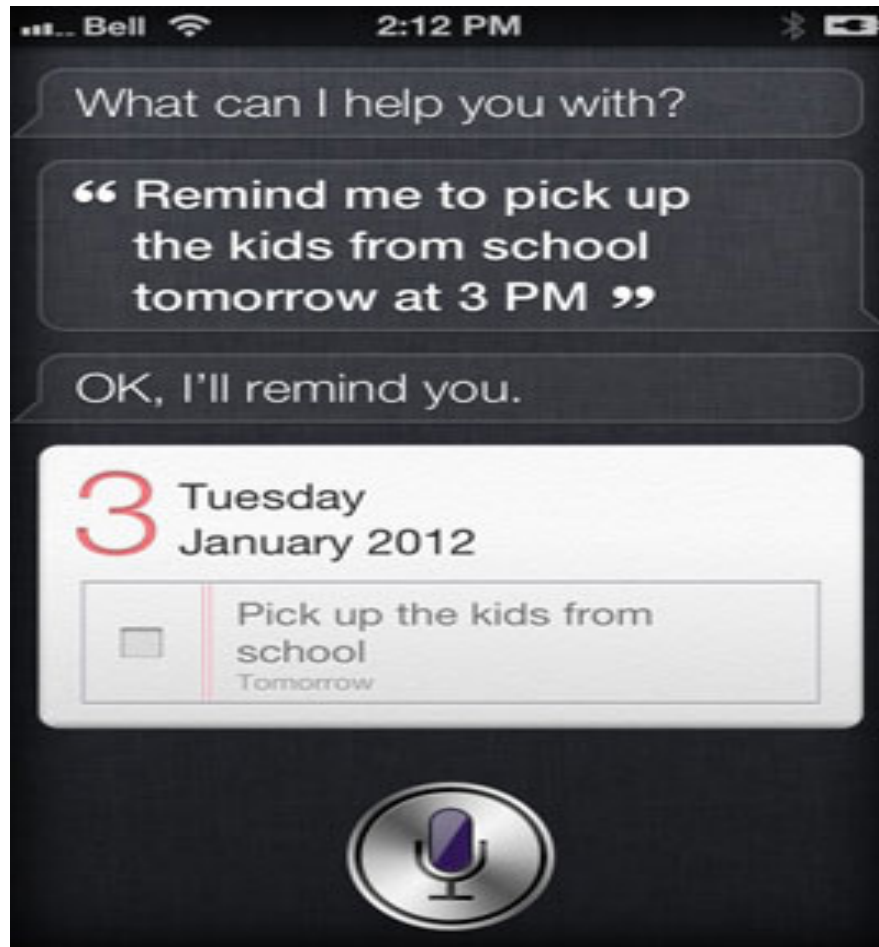 Bell 2:12 PM
What can I help you with?
“ Remind me to pick up
the kids from school
tomorrow at 3 PM ”
OK, I’ll remind you.
3 Tuesday
January 2012
Pick up the kids from
school
Tomorrow